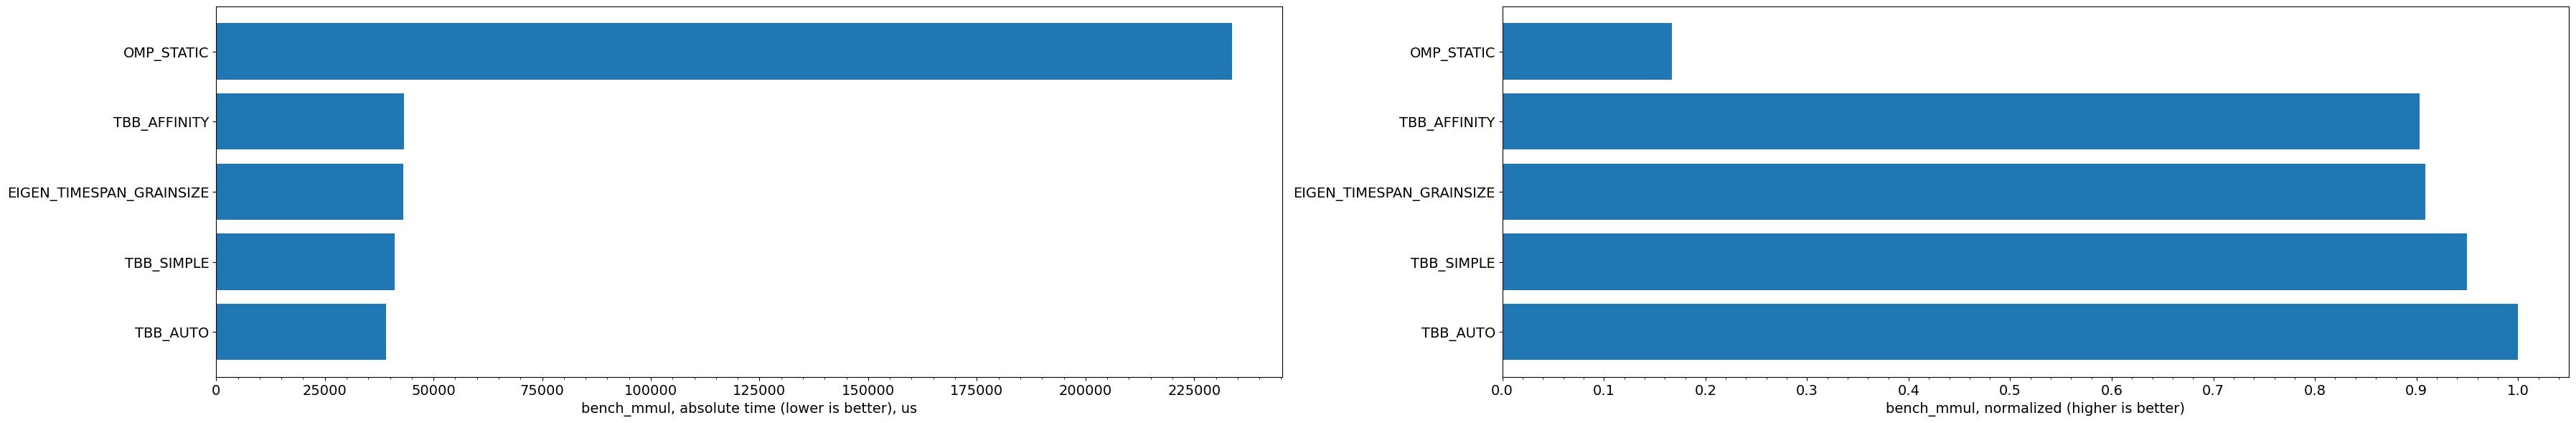 OMP_STATIC
TBB_AFFINITY
EIGEN_TIMESPAN_GRAINSIZE
TBB_SIMPLE
TBB_AUTO
0 25000 50000 75000 100000 125000 150000 175000 200000 225000
bench_mmul, absolute time (lower is better), us
OMP_STATIC
TBB_AFFINITY
EIGEN_TIMESPAN_GRAINSIZE
TBB_SIMPLE
TBB_AUTO
0.0 0.1 0.2 0.3 0.4 0.5 0.6 0.7 0.8 0.9 1.0
bench_mmul, normalized (higher is better)